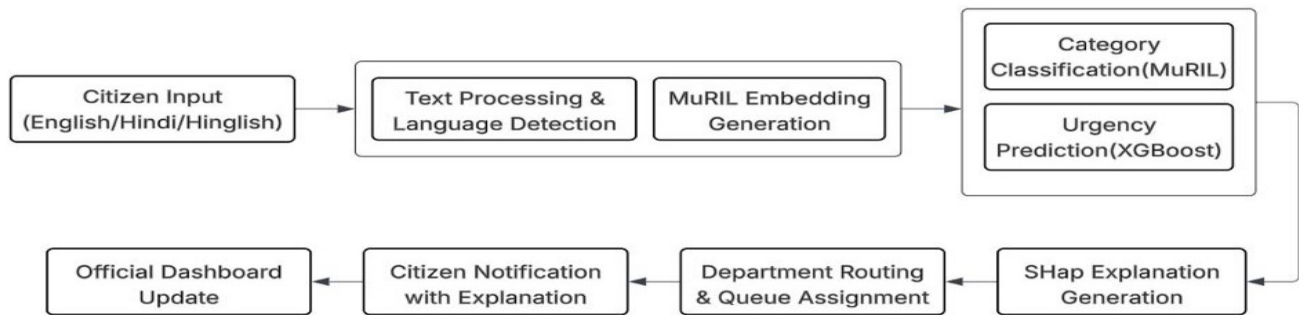 Citizen Input
(English/Hindi/Hinglish)
Text Processing &
Language Detection
MuRIL Embedding
Generation
Category
Classification(MuRIL)
Urgency
Prediction(XGBoost)
SHap Explanation
Generation
Department Routing
& Queue Assignment
Citizen Notification
with Explanation
Official Dashboard
Update